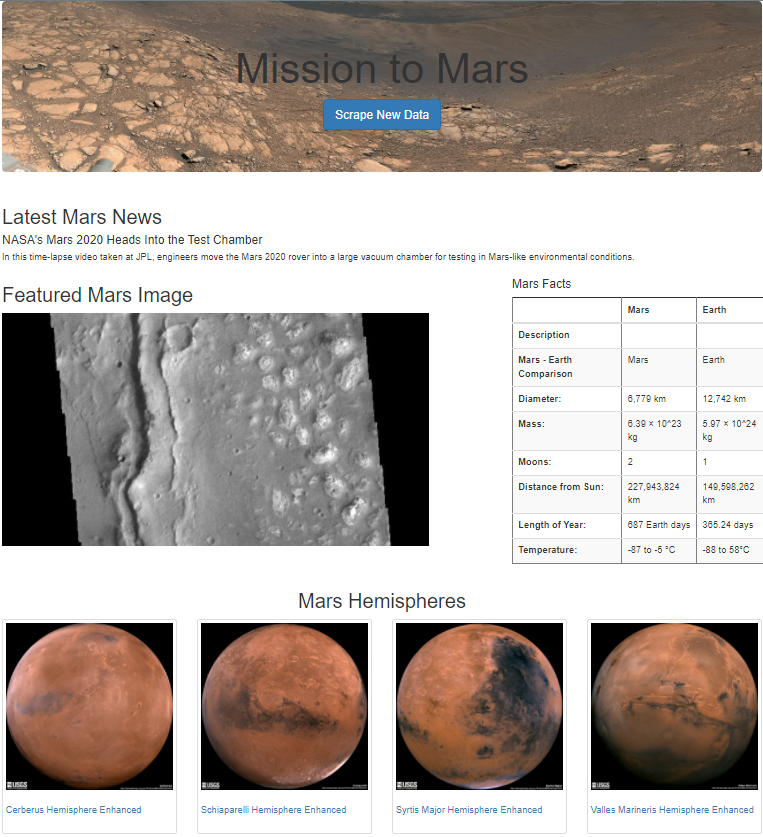 Mission to Mars
Scrape New Data
Latest Mars News
NASA's Mars 2020 Heads Into the Test Chamber
In this time-lapse video taken at JPL, engineers move the Mars 2020 rover into a large vacuum chamber for testing in Mars-like environmental conditions.
Featured Mars Image
Mars Facts
Mars Earth
Description
Mars - Earth Comparison Mars Earth
Diameter: 6,779 km 12,742 km
Mass: 6.39 × 10^23 kg 5.97 × 10^24 kg
Moons: 2 1
Distance from Sun: 227,943,824 km 149,598,262 km
Length of Year: 687 Earth days 365.24 days
Temperature: -87 to -5 °C -88 to 58°C
Mars Hemispheres
USGS USGS USGS USGS
Cerberus Hemisphere Enhanced Schiaparelli Hemisphere Enhanced Syrtis Major Hemisphere Enhanced Valles Marineris Hemisphere Enhanced